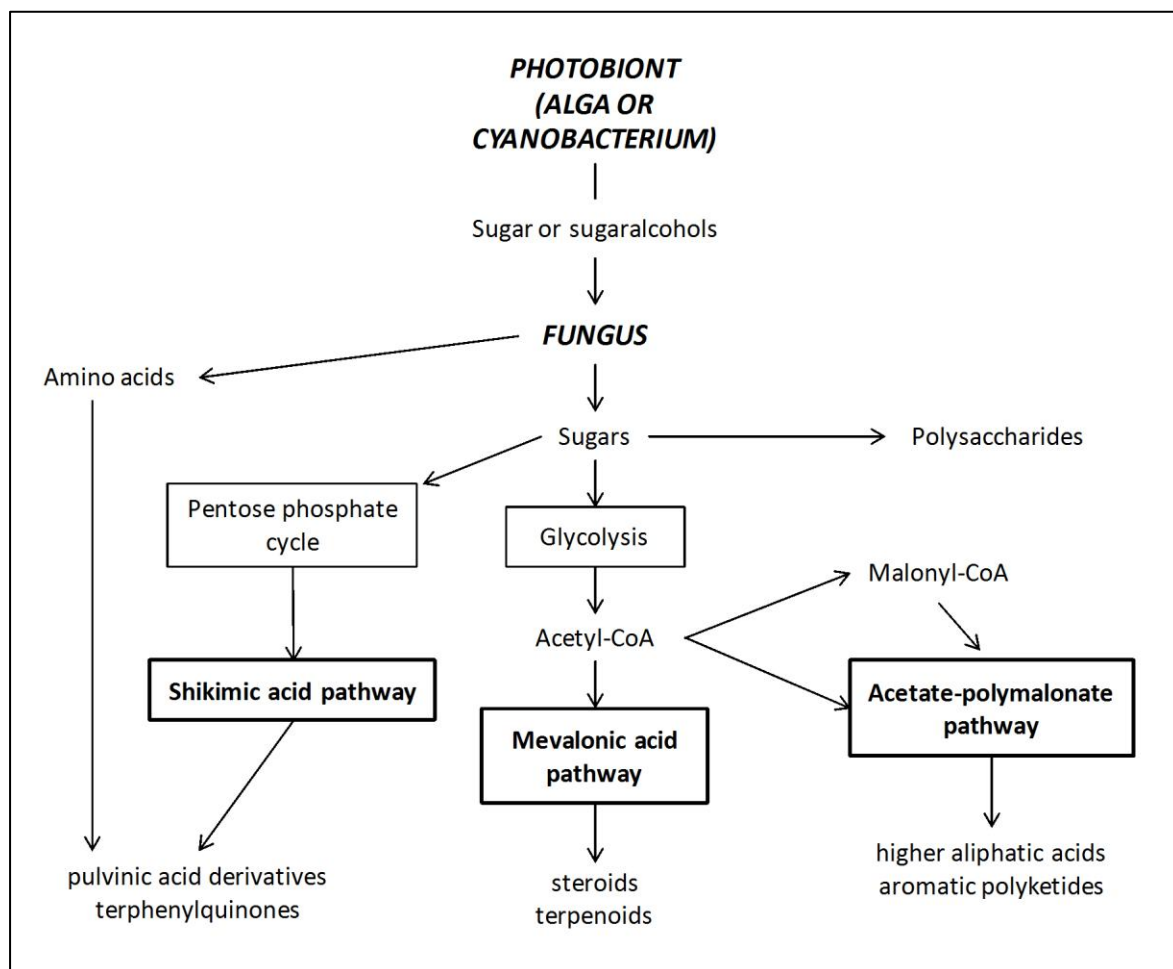 PHOTOBIONT
(ALGA OR
CYANOBACTERIUM)
Sugar or sugaralcohols
FUNGUS
Amino acids
Sugars
Polysaccharides
Pentose phosphate
cycle
Glycolysis
Malonyl-CoA
Acetyl-CoA
Shikimic acid pathway
Acetate-polymalonate
pathway
Mevalonic acid
pathway
pulvinic acid derivatives
terphenylquinones
steroids
terpenoids
higher aliphatic acids
aromatic polyketides